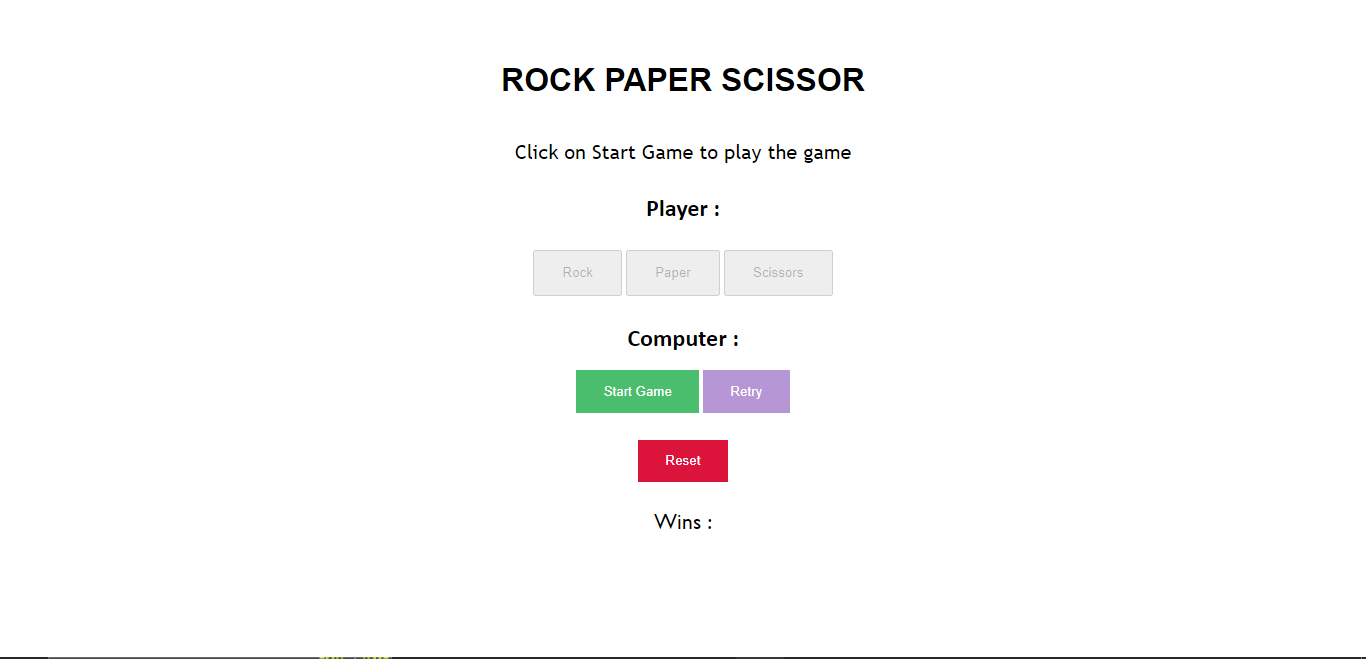 ROCK PAPER SCISSOR
Click on Start Game to play the game
Player :
Rock Paper Scissors
Computer :
Start Game Retry
Reset
Wins :